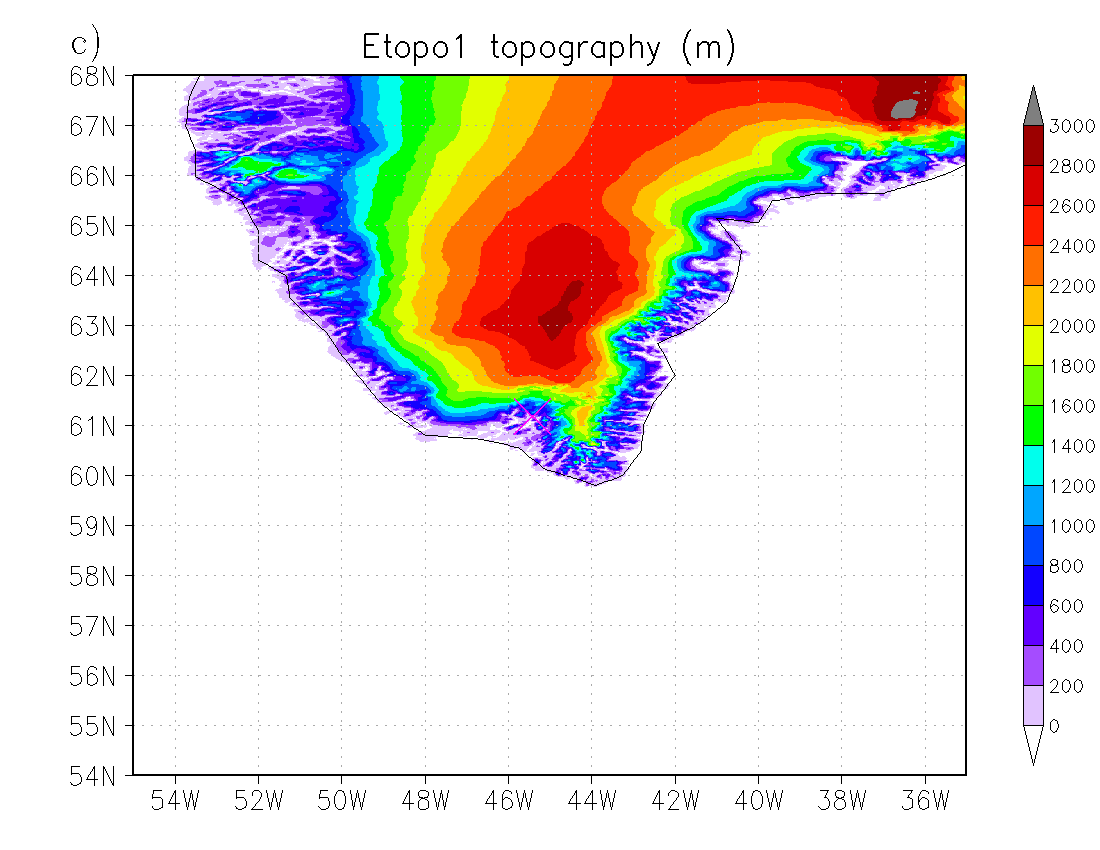 c)
Etopo1 topography (m)
68N
67N
66N
65N
64N
63N
62N
61N
60N
59N
58N
57N
56N
55N
54N
54W 52W 50W 48W 46W 44W 42W 40W 38W 36W
3000
2800
2600
2400
2200
2000
1800
1600
1400
1200
1000
800
600
400
200
0